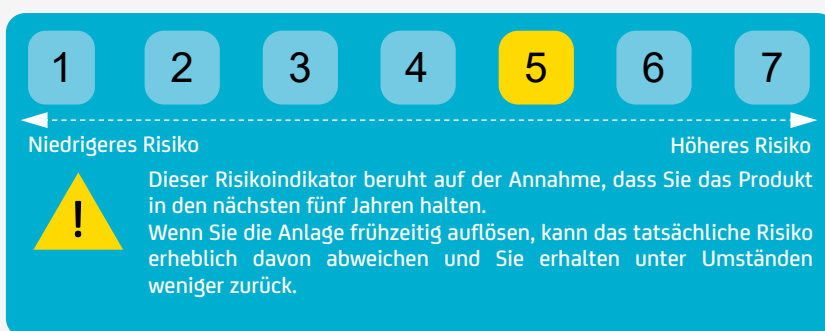 1 2 3 4 5 6 7
Niedrigeres Risiko Höheres Risiko
Dieser Risikoindikator beruht auf der Annahme, dass Sie das Produkt
in den nächsten fünf Jahren halten.
!
Wenn Sie die Anlage frühzeitig auflösen, kann das tatsächliche Risiko
erheblich davon abweichen und Sie erhalten unter Umständen
weniger zurück.